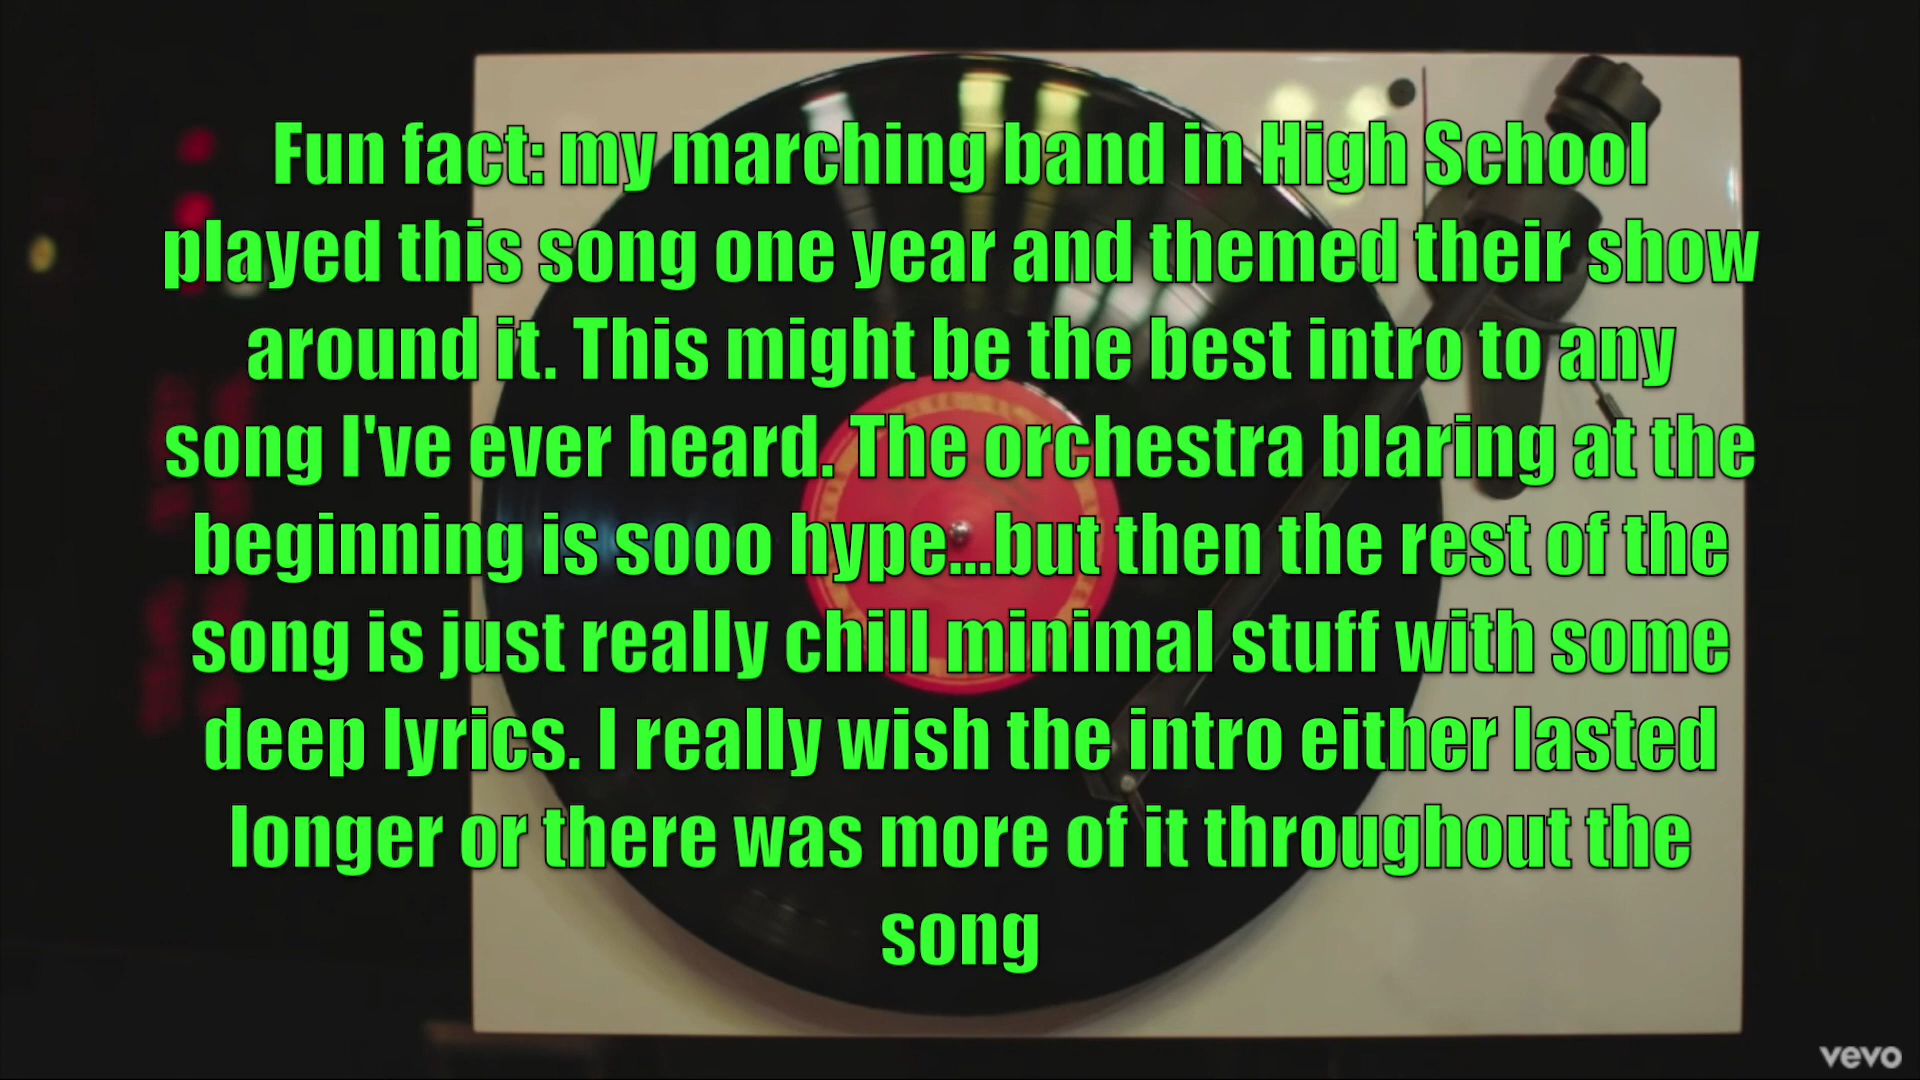 Fun fact: my marching band in High School
played this song one year and themed their show
around it. This might be the best intro to any
song I've ever heard. The orchestra blaring at the
beginning is sooo hype...but then the rest of the
song is just really chill minimal stuff with some
deep lyrics. I really wish the intro either lasted
longer or there was more of it throughout the
song
vevo